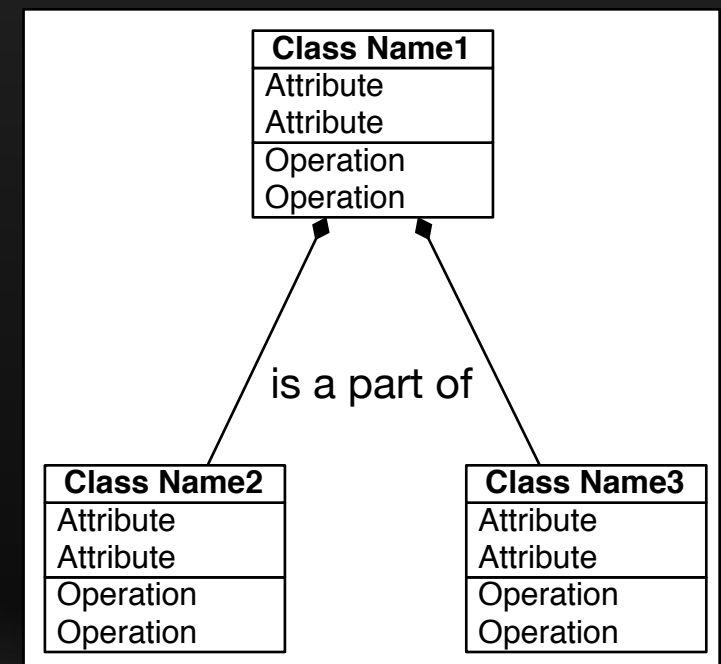 Class Name1
Attribute
Attribute
Operation
Operation
is a part of
Class Name2
Attribute
Attribute
Operation
Operation
Class Name3
Attribute
Attribute
Operation
Operation